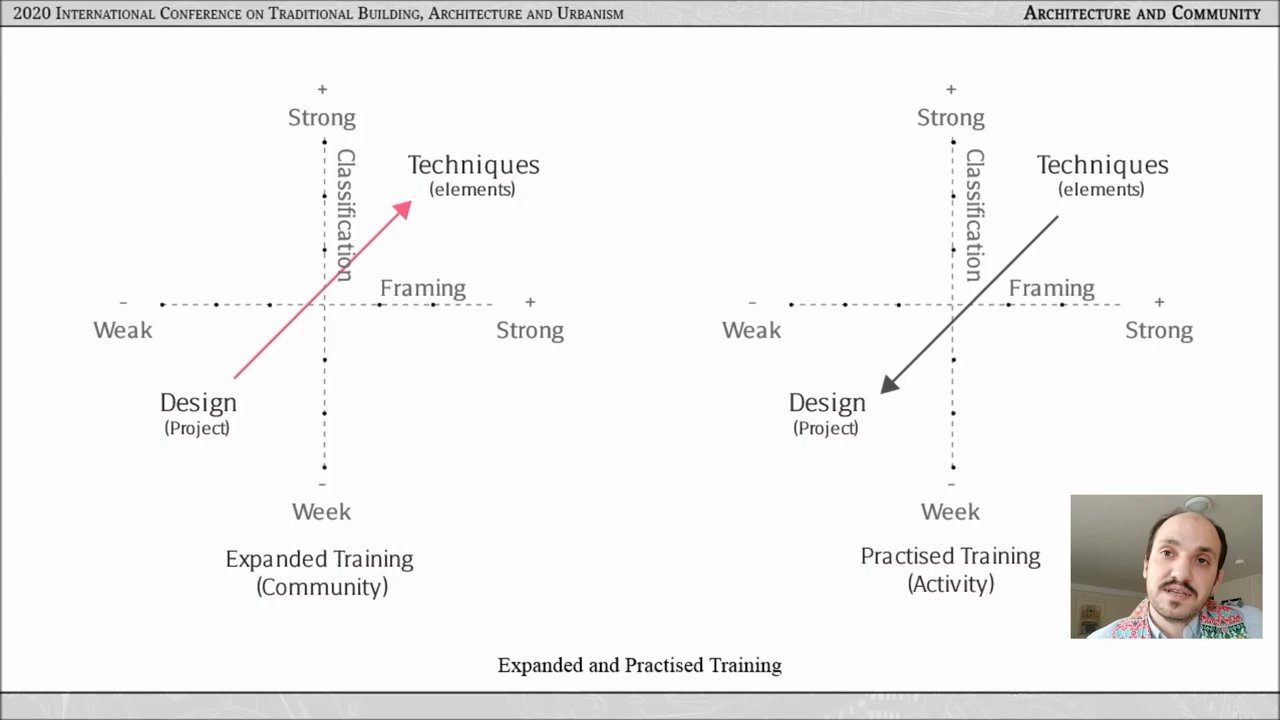 2020 International Conference on Traditional Building, Architecture and Urbanism
Architecture and Community
+
Strong
Classification
Techniques
(elements)
Framing
-
Weak
+
Strong
Design
(Project)
-
Week
Expanded Training
(Community)
+
Strong
Classification
Techniques
(elements)
Framing
-
Weak
+
Strong
Design
(Project)
-
Week
Practised Training
(Activity)
Expanded and Practised Training